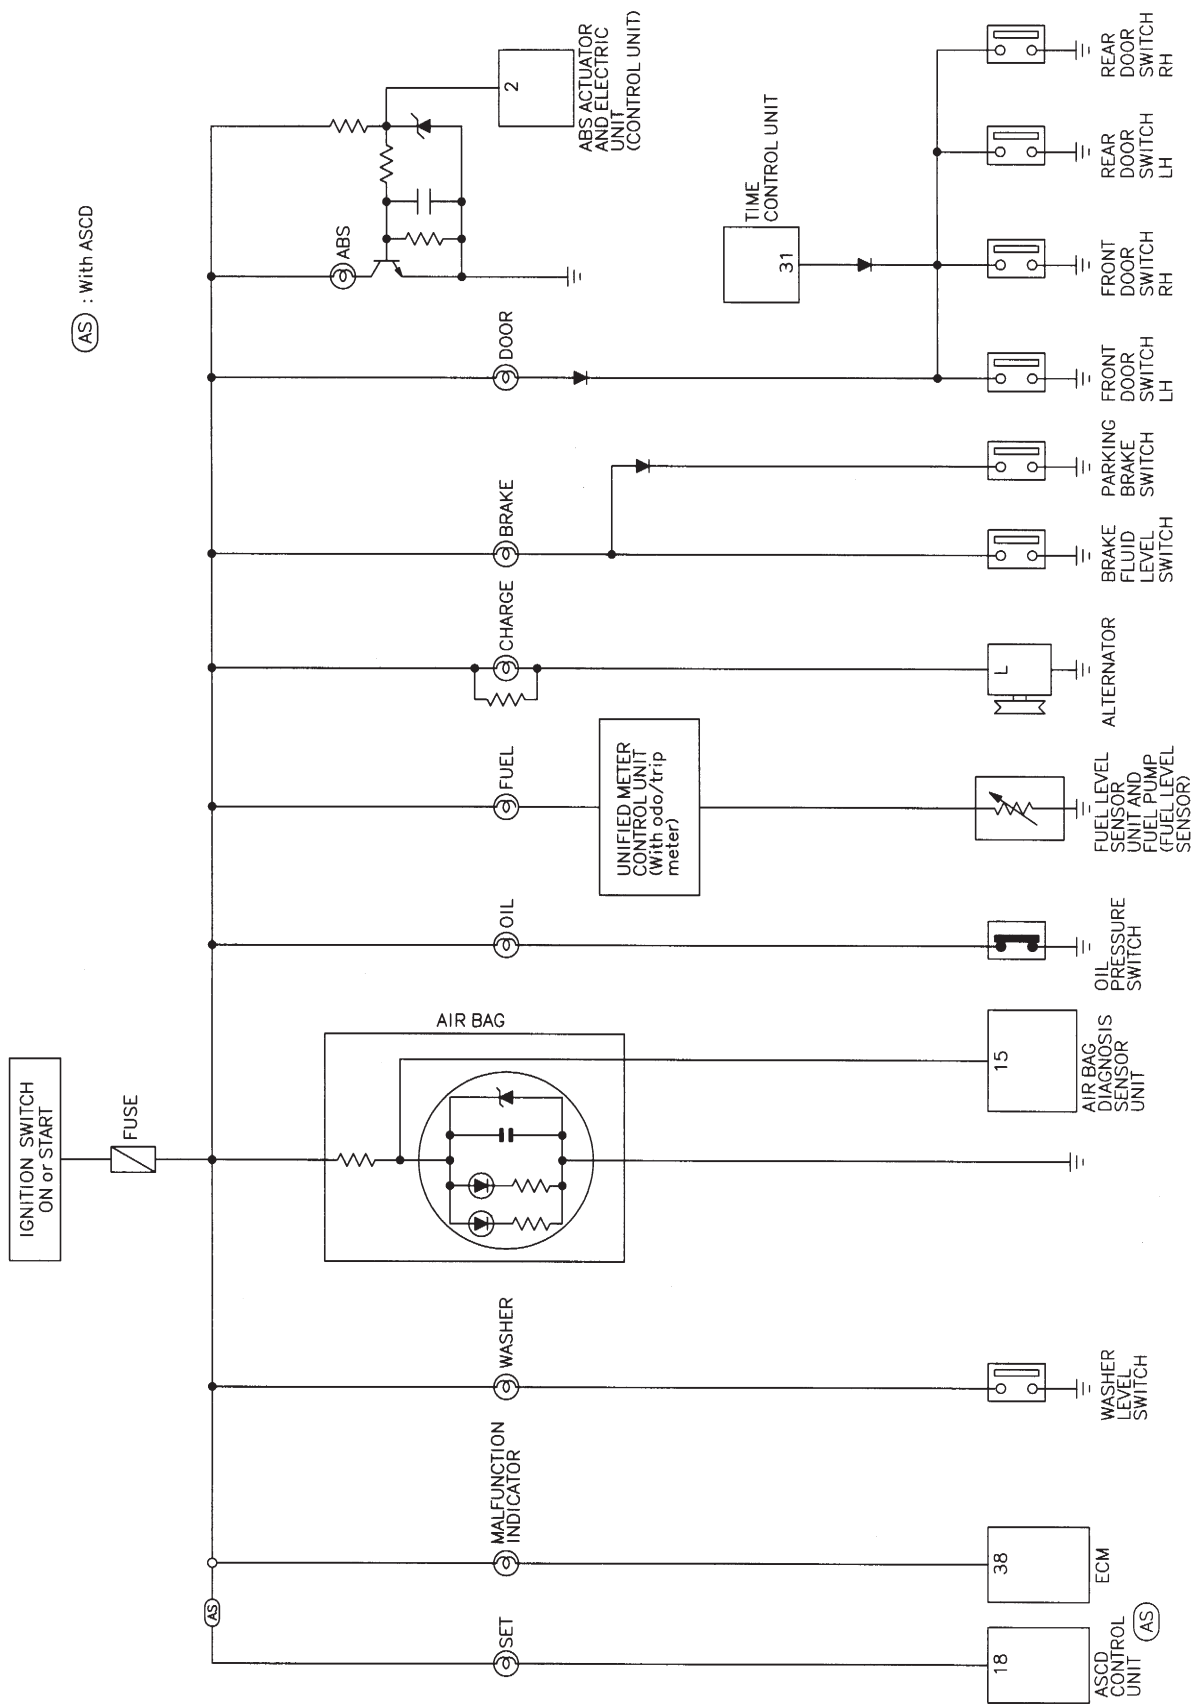 IGNITION SWITCH
ON or START
FUSE
AS : With ASCD
AS
SET
MALFUNCTION
INDICATOR
WASHER
AIR BAG
OIL
FUEL
UNIFIED METER
CONTROL UNIT
(With odo/trip
meter)
CHARGE
BRAKE
DOOR
ABS
2
ABS ACTUATOR
AND ELECTRIC
UNIT
(CONTROL UNIT)
31
TIME
CONTROL UNIT
18
ASCD
CONTROL
UNIT
AS
38
ECM
WASHER
LEVEL
SWITCH
15
AIR BAG
DIAGNOSIS
SENSOR
UNIT
OIL
PRESSURE
SWITCH
FUEL LEVEL
SENSOR
UNIT AND
FUEL PUMP
(FUEL LEVEL
SENSOR)
L
ALTERNATOR
BRAKE
FLUID
LEVEL
SWITCH
PARKING
BRAKE
SWITCH
FRONT
DOOR
SWITCH
LH
FRONT
DOOR
SWITCH
RH
REAR
DOOR
SWITCH
LH
REAR
DOOR
SWITCH
RH